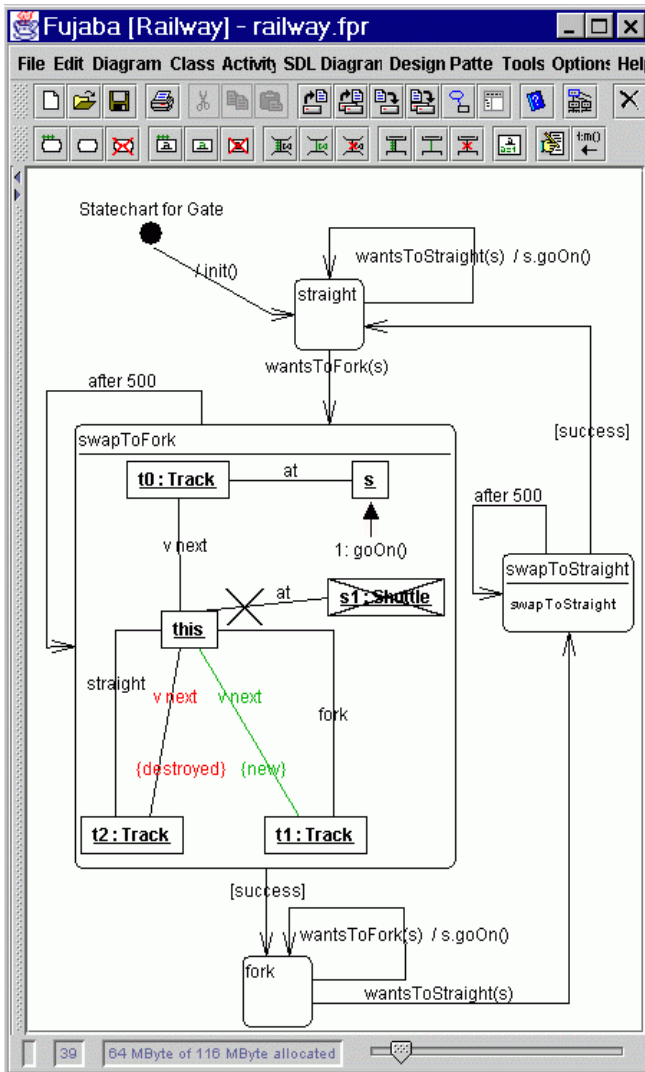 Fujaba [Railway] - railway.fpr
File Edit Diagram Class Activity SDL Diagran Design Patte Tools Options Hel
1:m()
Statechart for Gate
/ init()
wantsToStraight(s) / s.goOn()
straight
wantsToFork(s)
after 500
[success]
swapToFork
t0 : Track
at
s
after 500
v next
1: goOn()
swapToStraight
at
s1 : Shuttle
swapToStraight
this
straight
v next
v next
fork
{destroyed}
{new}
t2 : Track
t1 : Track
[success]
wantsToFork(s) / s.goOn()
fork
wantsToStraight(s)
39
64 MByte of 116 MByte allocated